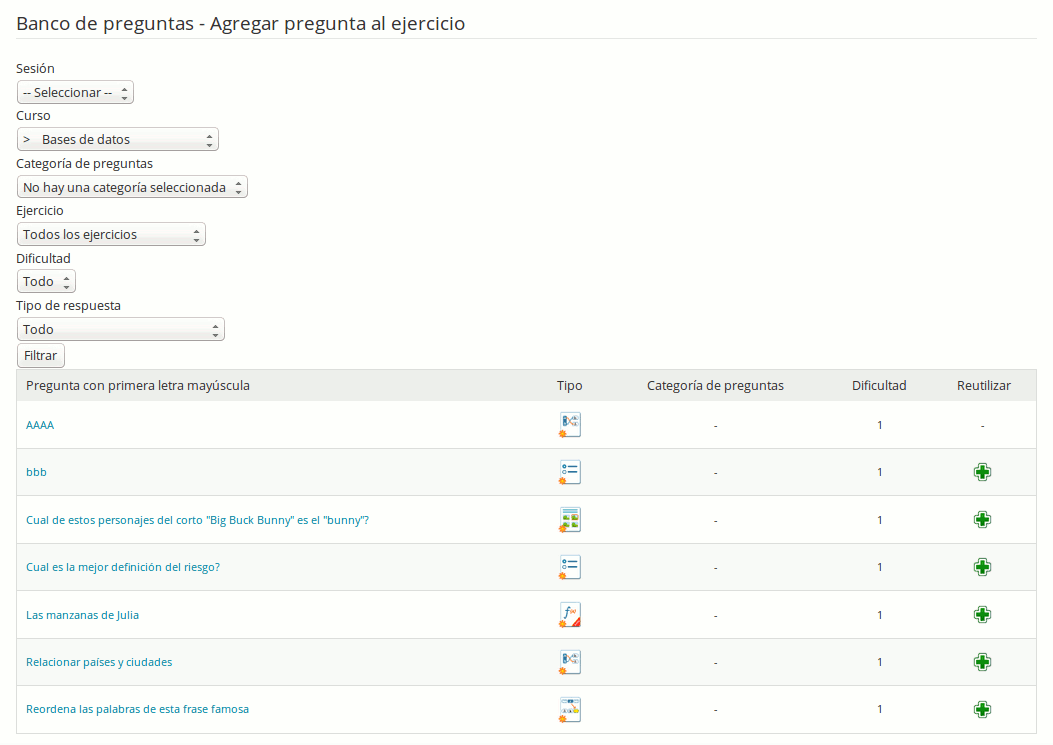 Banco de preguntas - Agregar pregunta al ejercicio
Sesión
-- Seleccionar --
Curso
> Bases de datos
Categoría de preguntas
No hay una categoría seleccionada
Ejercicio
Todos los ejercicios
Dificultad
Todo
Tipo de respuesta
Todo
Filtrar
Pregunta con primera letra mayúscula Tipo Categoría de preguntas Dificultad Reutilizar
AAAA - 1 -
bbb - 1
Cual de estos personajes del corto "Big Buck Bunny" es el "bunny"? - 1
Cual es la mejor definición del riesgo? - 1
Las manzanas de Julia - 1
Relacionar países y ciudades - 1
Reordena las palabras de esta frase famosa - 1